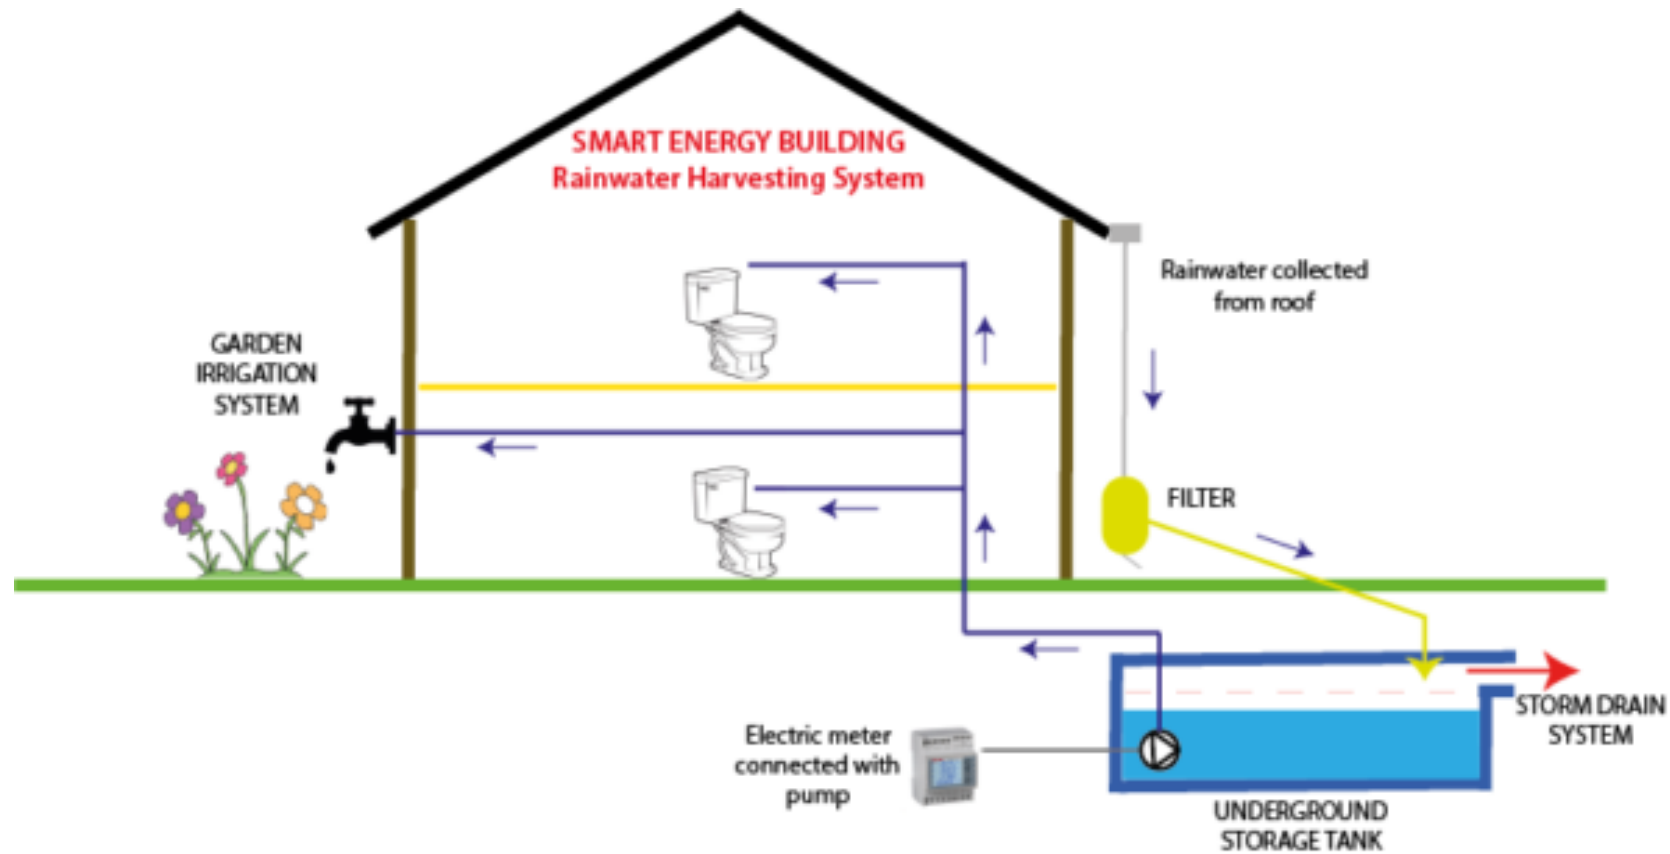 SMART ENERGY BUILDING
Rainwater Harvesting System
Rainwater collected
from roof
GARDEN
IRRIGATION
SYSTEM
FILTER
STORM DRAIN
SYSTEM
Electric meter
connected with
pump
UNDERGROUND
STORAGE TANK